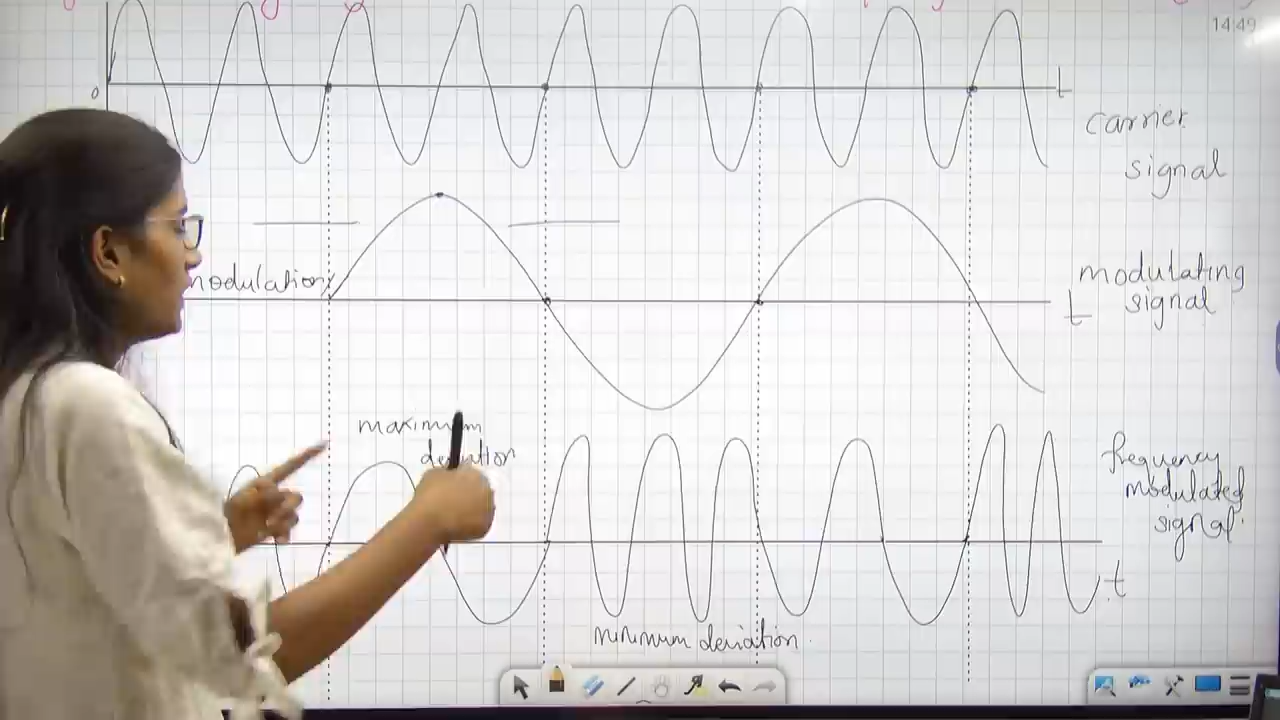 14:49
0
t
carrier
signal
modulation
modulating
signal
t
maximum
deviation
frequency
modulated
signal.
t
minimum deviation